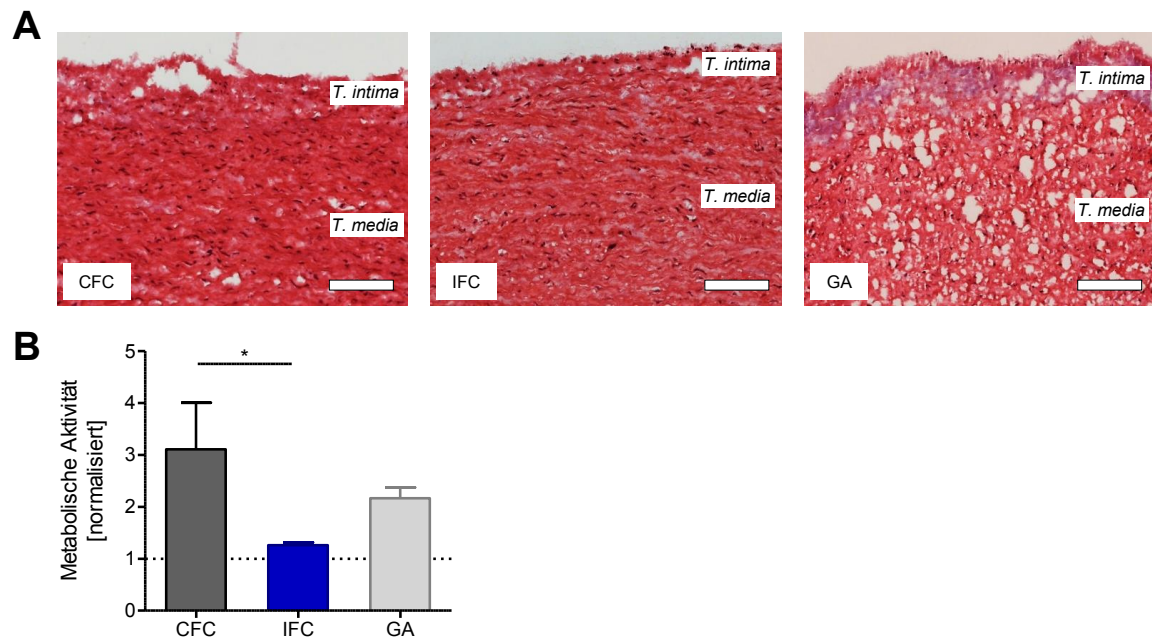 A
T. intima
T. media
CFC
T. intima
T. media
IFC
T. intima
T. media
GA
B
Metabolische Aktivität
[normalisiert]
5
4
3
2
1
0
*
CFC
IFC
GA